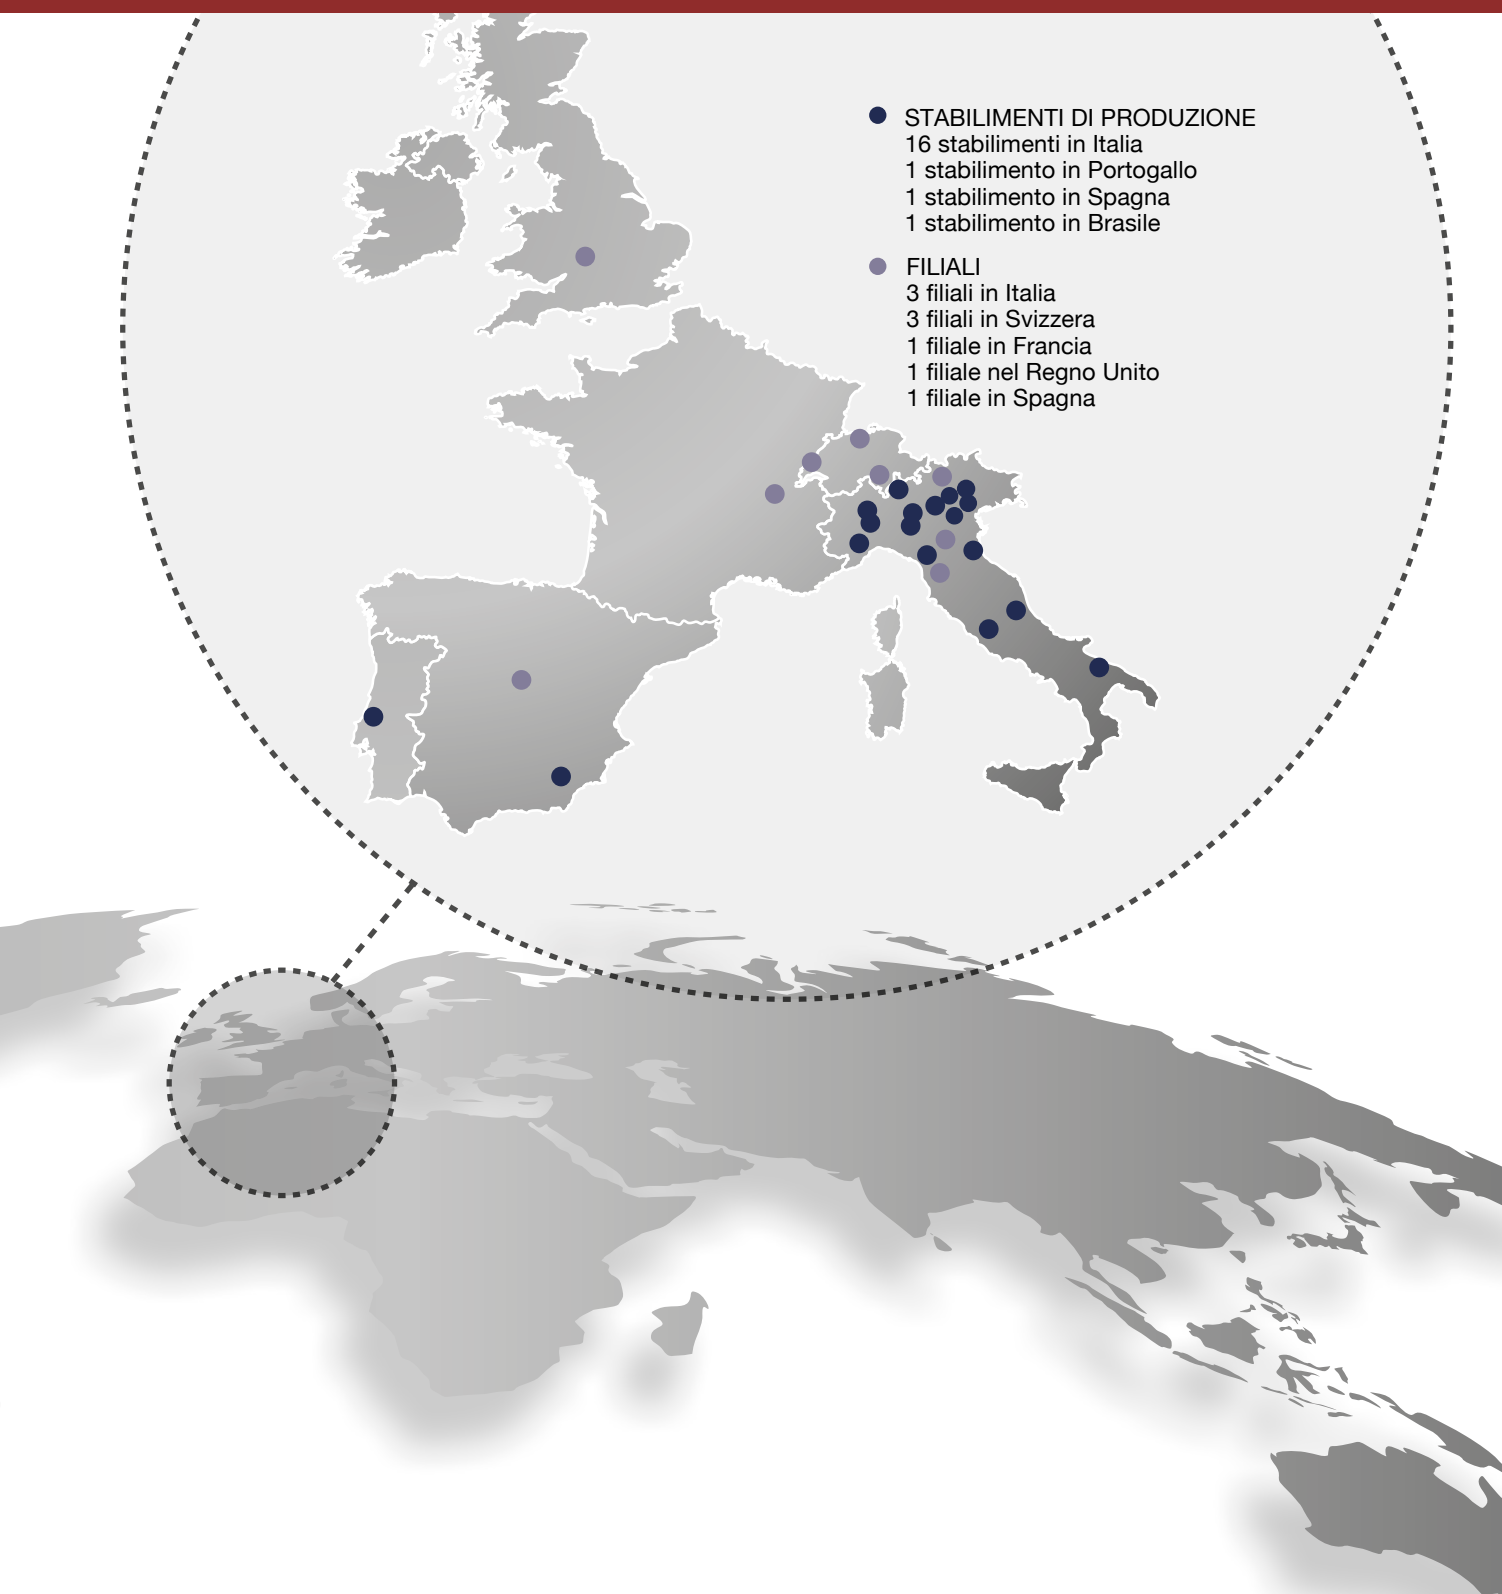 STABILIMENTI DI PRODUZIONE
16 stabilimenti in Italia
1 stabilimento in Portogallo
1 stabilimento in Spagna
1 stabilimento in Brasile
FILIALI
3 filiali in Italia
3 filiali in Svizzera
1 filiale in Francia
1 filiale nel Regno Unito
1 filiale in Spagna